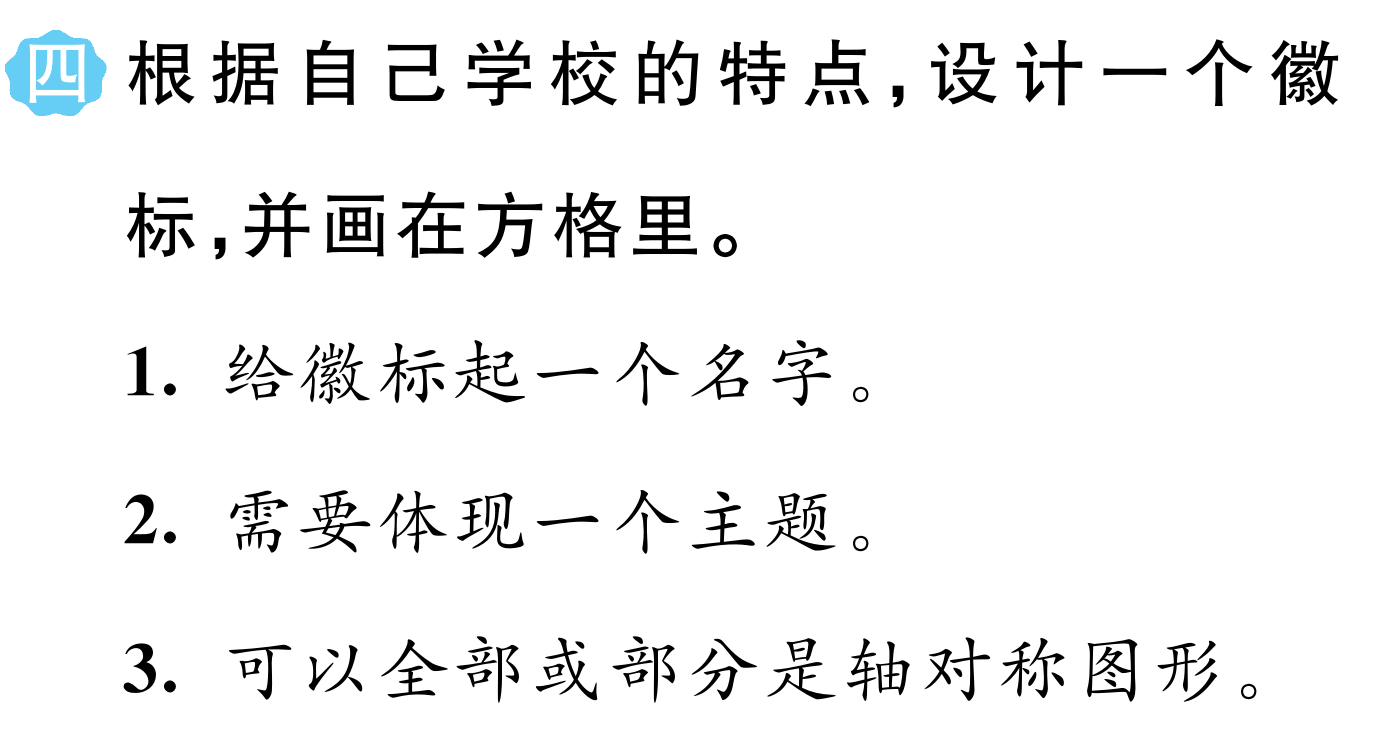 四 根据自己学校的特点,设计一个徽
标,并画在方格里。
1. 给徽标起一个名字。
2. 需要体现一个主题。
3. 可以全部或部分是轴对称图形。